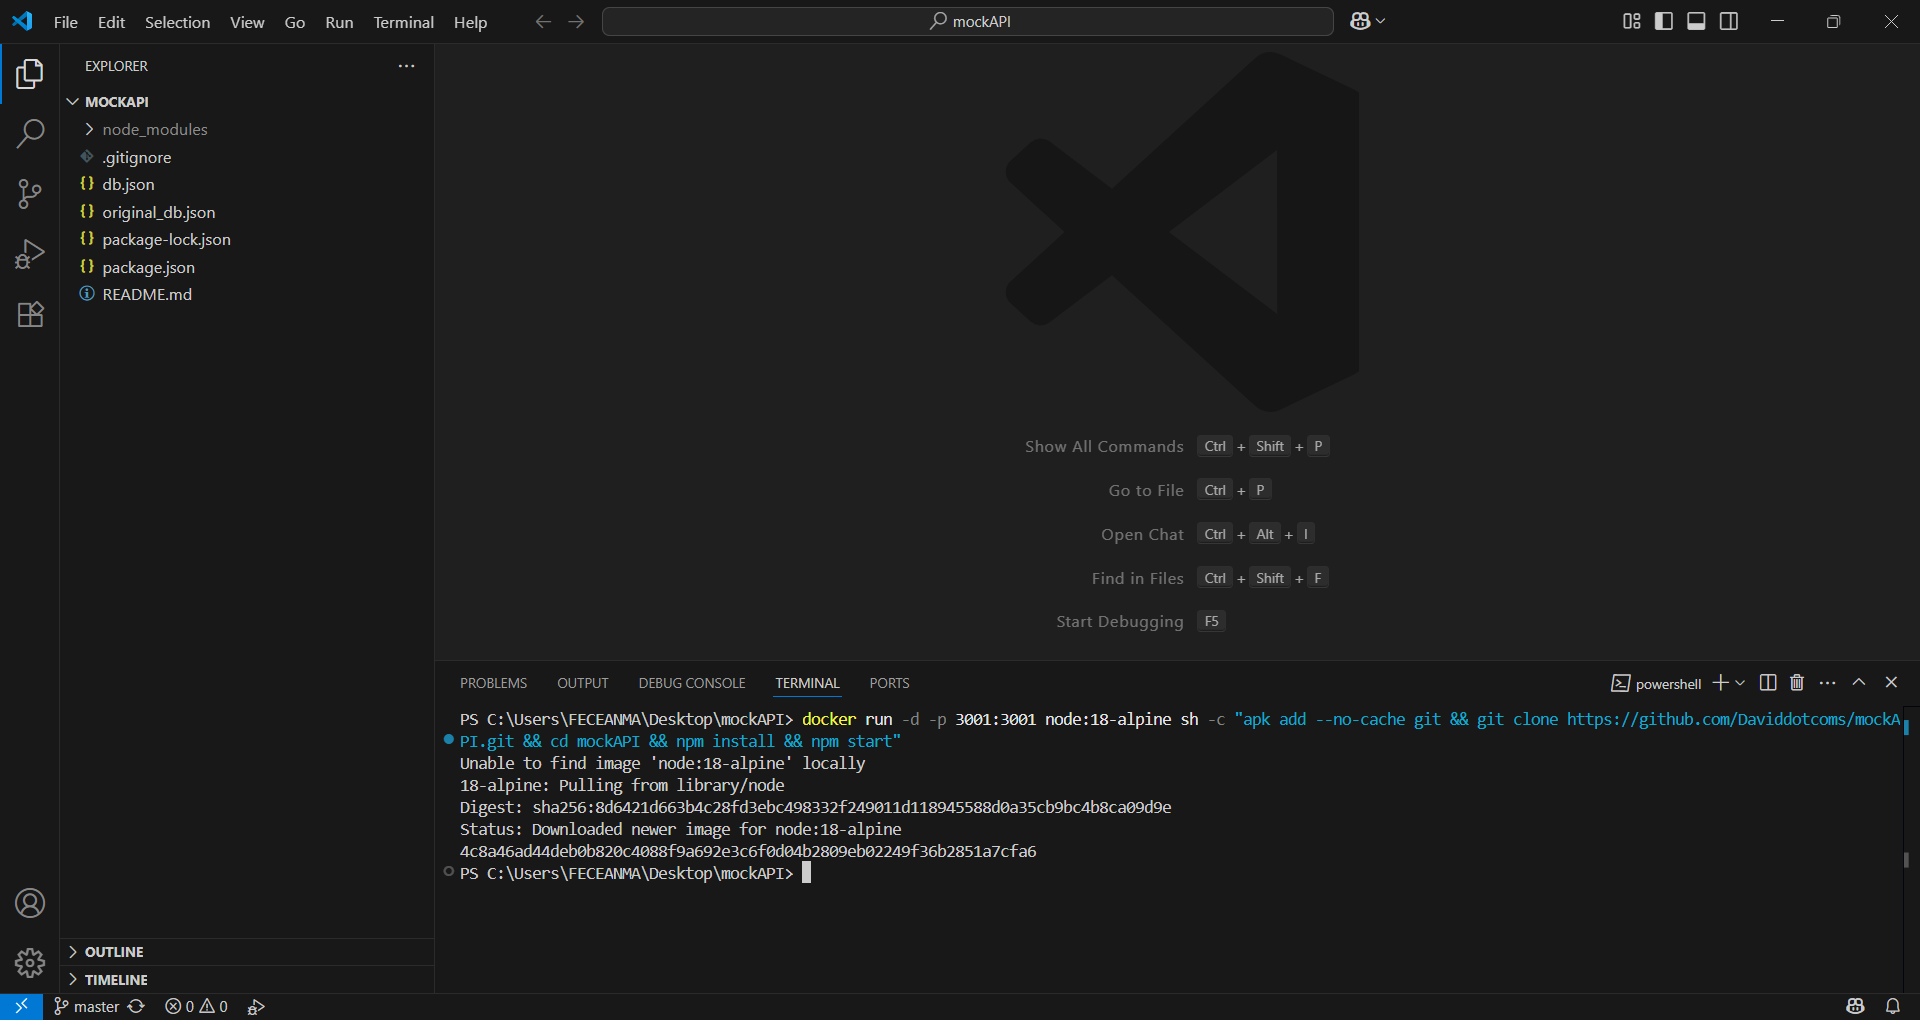 File Edit Selection View Go Run Terminal Help
mockAPI
EXPLORER
MOCKAPI
node_modules
.gitignore
db.json
original_db.json
package-lock.json
package.json
README.md
Show All Commands Ctrl + Shift + P
Go to File Ctrl + P
Open Chat Ctrl + Alt + I
Find in Files Ctrl + Shift + F
Start Debugging F5
PROBLEMS OUTPUT DEBUG CONSOLE TERMINAL PORTS
powershell
PS C:\Users\FECEANMA\Desktop\mockAPI> docker run -d -p 3001:3001 node:18-alpine sh -c "apk add --no-cache git && git clone https://github.com/Daviddotcoms/mockA
PI.git && cd mockAPI && npm install && npm start"
Unable to find image 'node:18-alpine' locally
18-alpine: Pulling from library/node
Digest: sha256:8d6421d663b4c28fd3ebc498332f249011d118945588d0a35cb9bc4b8ca09d9e
Status: Downloaded newer image for node:18-alpine
4c8a46ad44deb0b820c4088f9a692e3c6f0d04b2809eb02249f36b2851a7cfa6
PS C:\Users\FECEANMA\Desktop\mockAPI>
OUTLINE
TIMELINE
master 0 0